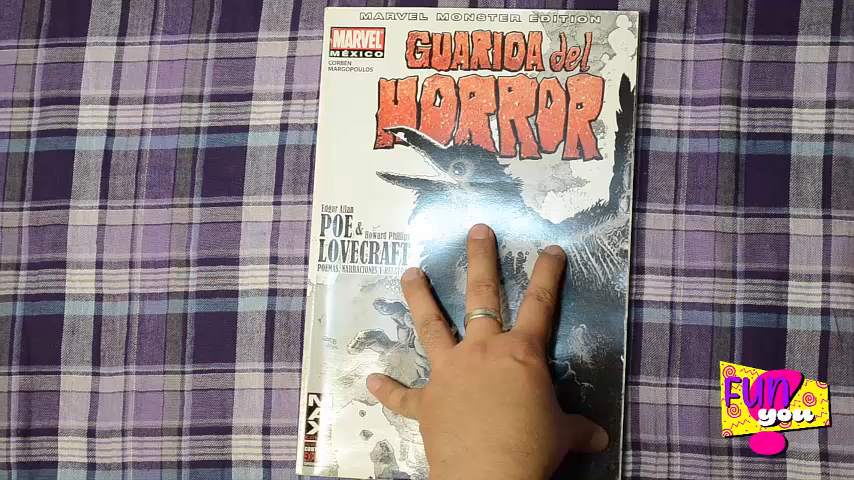 MARVEL MONSTER EDITION
MARVEL
MÉXICO
CORBEN
MARGOPOULOS
GUARIDA del
HORROR
Edgar Allan
POE &
Howard Phillips
LOVECRAFT
POEMAS, NARRACIONES Y
MAX
FUN
you